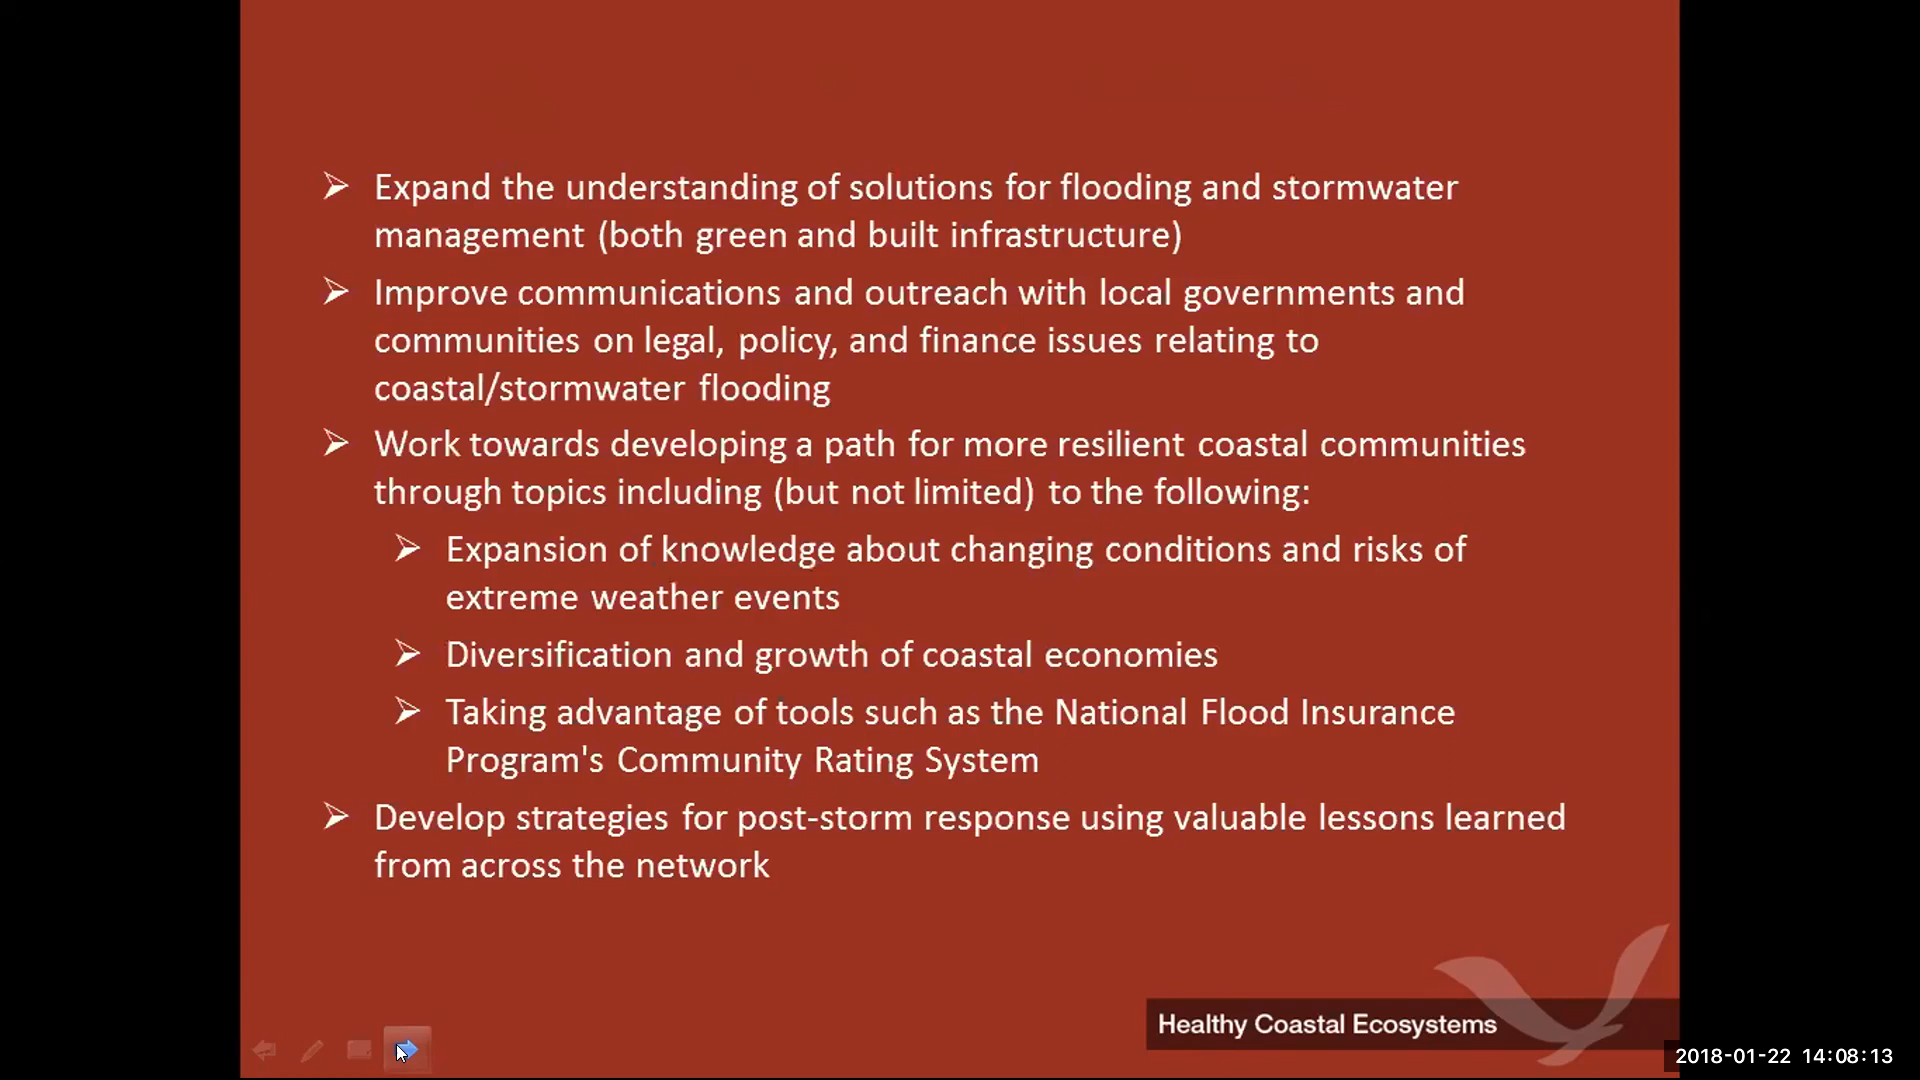 Expand the understanding of solutions for flooding and stormwater
management (both green and built infrastructure)
Improve communications and outreach with local governments and
communities on legal, policy, and finance issues relating to
coastal/stormwater flooding
Work towards developing a path for more resilient coastal communities
through topics including (but not limited) to the following:
Expansion of knowledge about changing conditions and risks of
extreme weather events
Diversification and growth of coastal economies
Taking advantage of tools such as the National Flood Insurance
Program's Community Rating System
Develop strategies for post-storm response using valuable lessons learned
from across the network
Healthy Coastal Ecosystems
2018-01-22 14:08:13